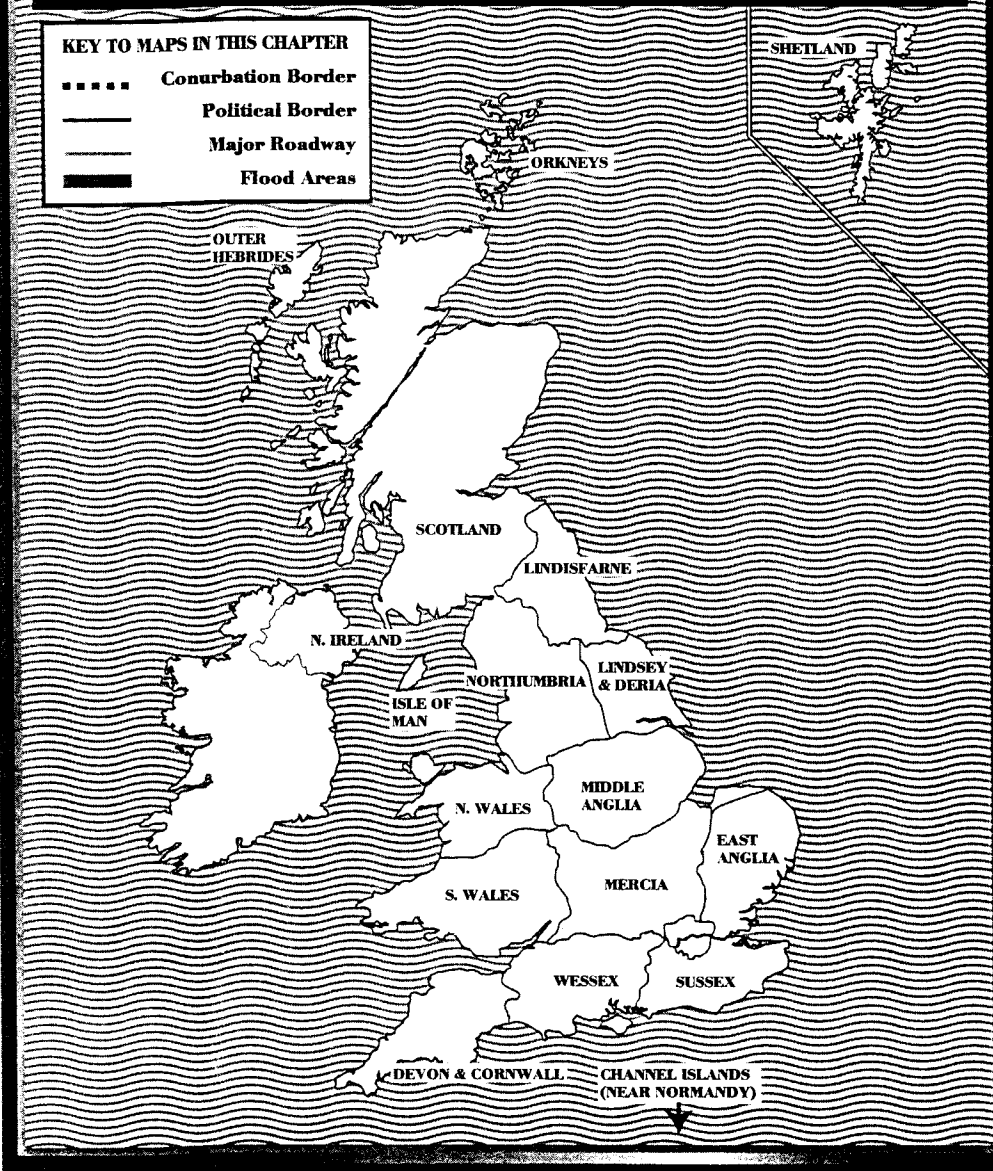 KEY TO MAPS IN THIS CHAPTER
Conurbation Border
Political Border
Major Roadway
Flood Areas
SHETLAND
ORKNEYS
OUTER
HEBRIDES
SCOTLAND
LINDISFARNE
N. IRELAND
NORTHUMBRIA
LINDSEY
& DERIA
ISLE OF
MAN
MIDDLE
ANGLIA
N. WALES
EAST
ANGLIA
MERCIA
S. WALES
WESSEX
SUSSEX
DEVON & CORNWALL
CHANNEL ISLANDS
(NEAR NORMANDY)